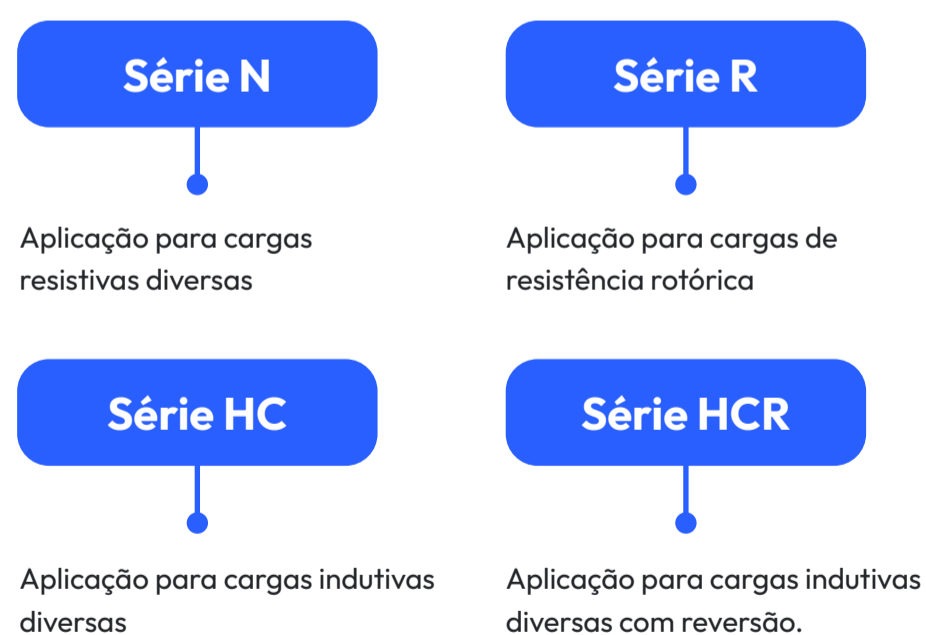 Série N
Aplicação para cargas
resistivas diversas
Série R
Aplicação para cargas de
resistência rotórica
Série HC
Aplicação para cargas indutivas
diversas
Série HCR
Aplicação para cargas indutivas
diversas com reversão.